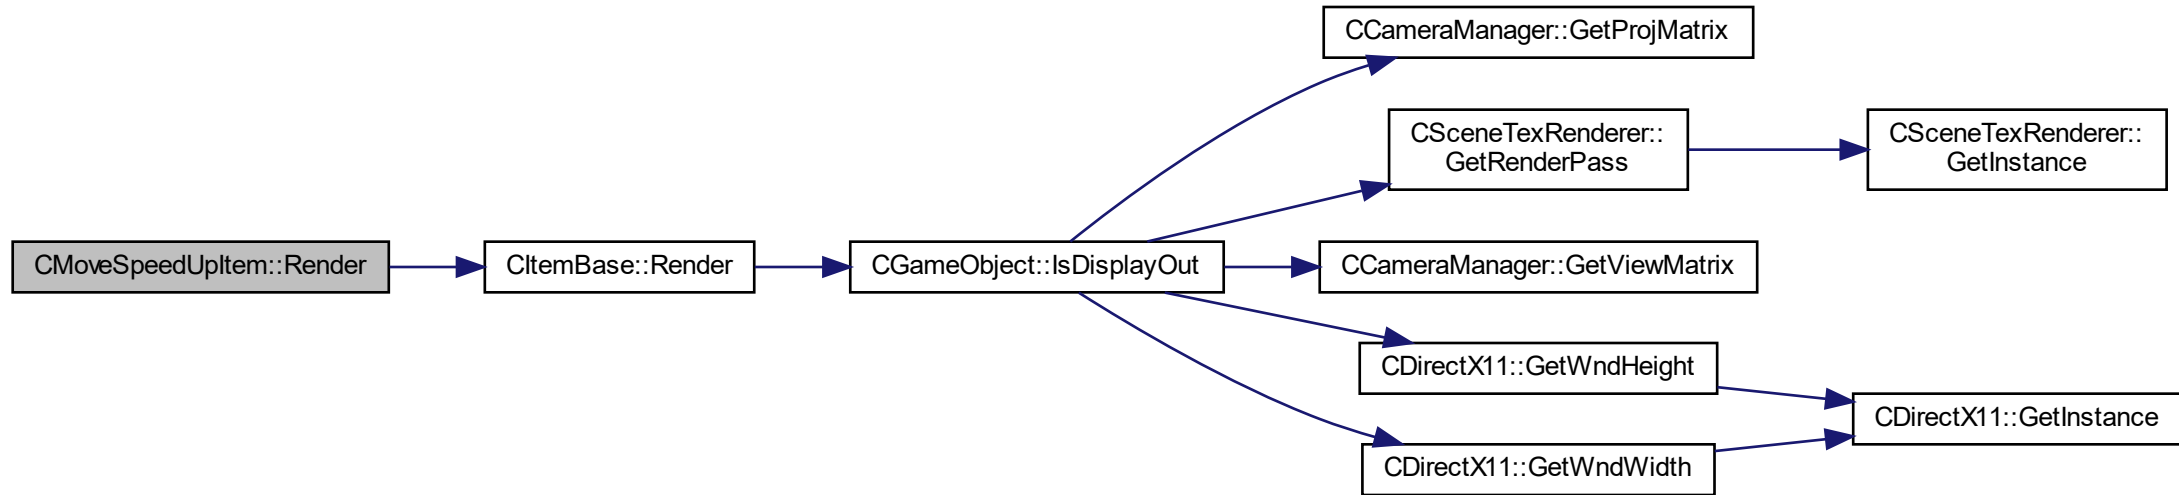 CMoveSpeedUpItem::Render
CItemBase::Render
CGameObject::IsDisplayOut
CCameraManager::GetProjMatrix
CSceneTexRenderer::
GetRenderPass
CSceneTexRenderer::
GetInstance
CCameraManager::GetViewMatrix
CDirectX11::GetWndHeight
CDirectX11::GetWndWidth
CDirectX11::GetInstance